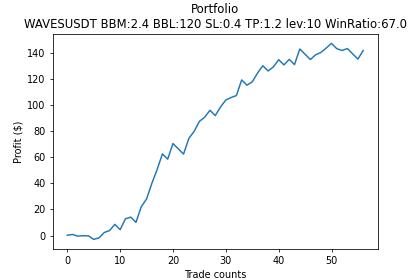 Portfolio
WAVESUSDT BBM:2.4 BBL:120 SL:0.4 TP:1.2 lev:10 WinRatio:67.0
140
120
100
80
60
40
20
0
Profit ($)
0 10 20 30 40 50
Trade counts